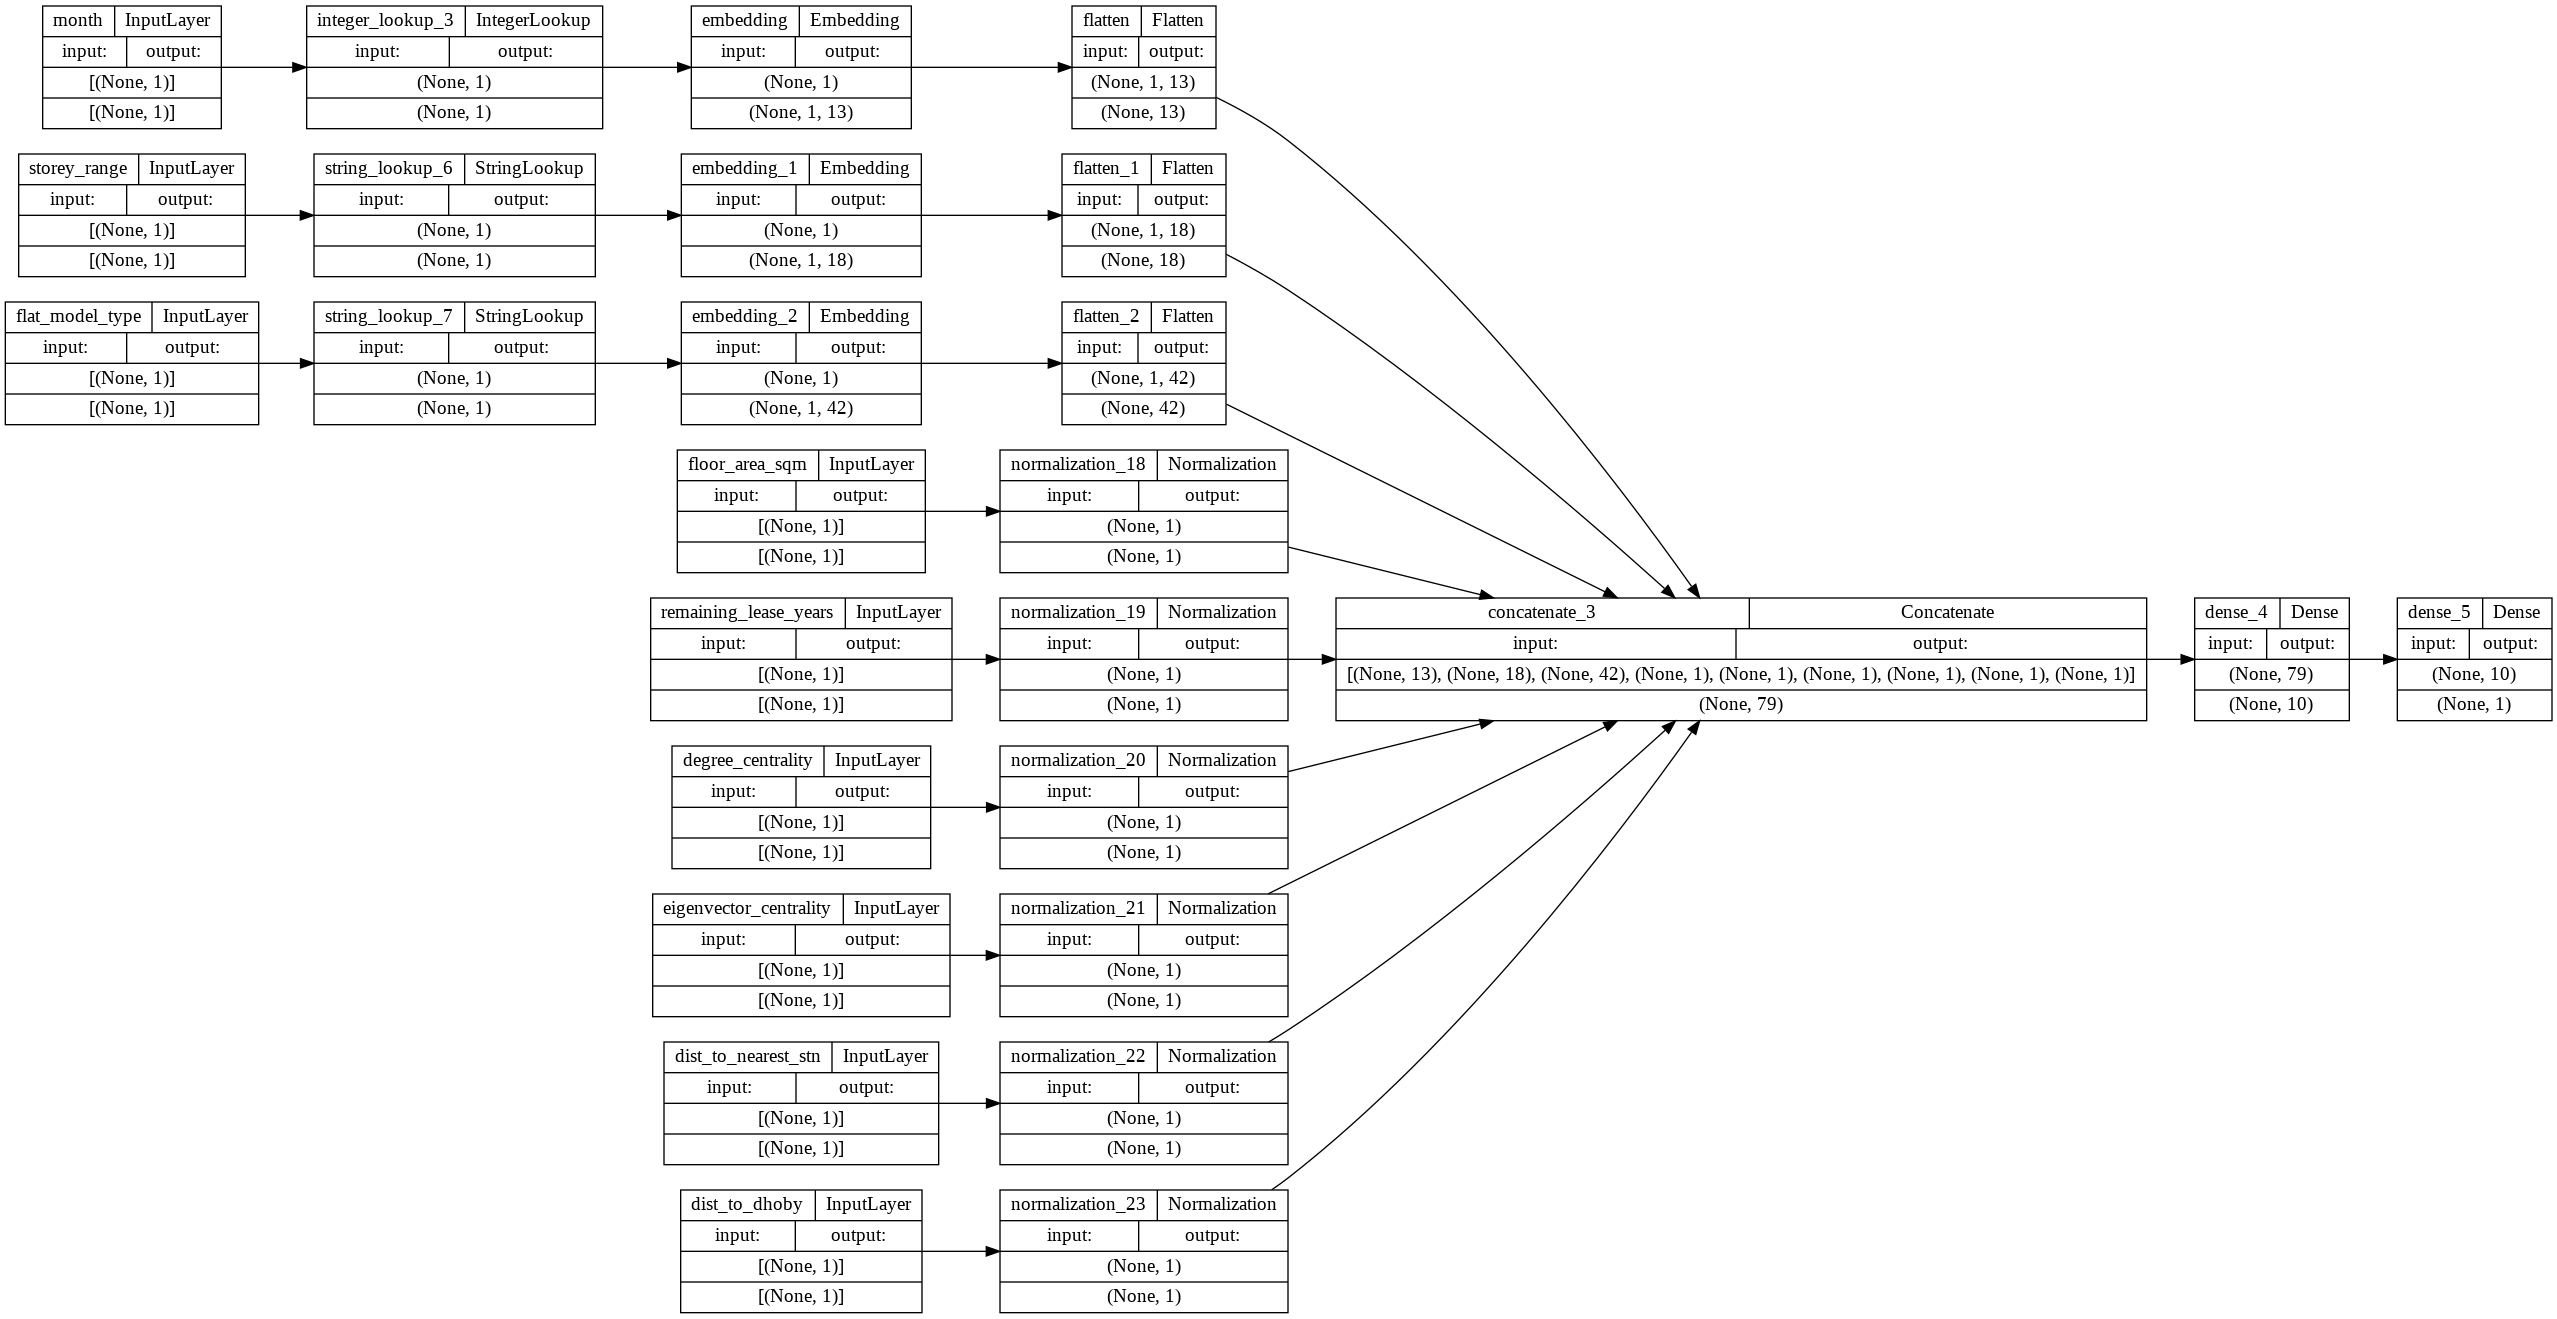 month InputLayer
input: output:
[(None, 1)]
[(None, 1)]
integer_lookup_3 IntegerLookup
input: output:
(None, 1)
(None, 1)
embedding Embedding
input: output:
(None, 1)
(None, 1, 13)
flatten Flatten
input: output:
(None, 1, 13)
(None, 13)
storey_range InputLayer
input: output:
[(None, 1)]
[(None, 1)]
string_lookup_6 StringLookup
input: output:
(None, 1)
(None, 1)
embedding_1 Embedding
input: output:
(None, 1)
(None, 1, 18)
flatten_1 Flatten
input: output:
(None, 1, 18)
(None, 18)
flat_model_type InputLayer
input: output:
[(None, 1)]
[(None, 1)]
string_lookup_7 StringLookup
input: output:
(None, 1)
(None, 1)
embedding_2 Embedding
input: output:
(None, 1)
(None, 1, 42)
flatten_2 Flatten
input: output:
(None, 1, 42)
(None, 42)
floor_area_sqm InputLayer
input: output:
[(None, 1)]
[(None, 1)]
normalization_18 Normalization
input: output:
(None, 1)
(None, 1)
remaining_lease_years InputLayer
input: output:
[(None, 1)]
[(None, 1)]
normalization_19 Normalization
input: output:
(None, 1)
(None, 1)
concatenate_3 Concatenate
input: output:
[(None, 13), (None, 18), (None, 42), (None, 1), (None, 1), (None, 1), (None, 1), (None, 1), (None, 1)]
(None, 79)
dense_4 Dense
input: output:
(None, 79)
(None, 10)
dense_5 Dense
input: output:
(None, 10)
(None, 1)
degree_centrality InputLayer
input: output:
[(None, 1)]
[(None, 1)]
normalization_20 Normalization
input: output:
(None, 1)
(None, 1)
eigenvector_centrality InputLayer
input: output:
[(None, 1)]
[(None, 1)]
normalization_21 Normalization
input: output:
(None, 1)
(None, 1)
dist_to_nearest_stn InputLayer
input: output:
[(None, 1)]
[(None, 1)]
normalization_22 Normalization
input: output:
(None, 1)
(None, 1)
dist_to_dhoby InputLayer
input: output:
[(None, 1)]
[(None, 1)]
normalization_23 Normalization
input: output:
(None, 1)
(None, 1)